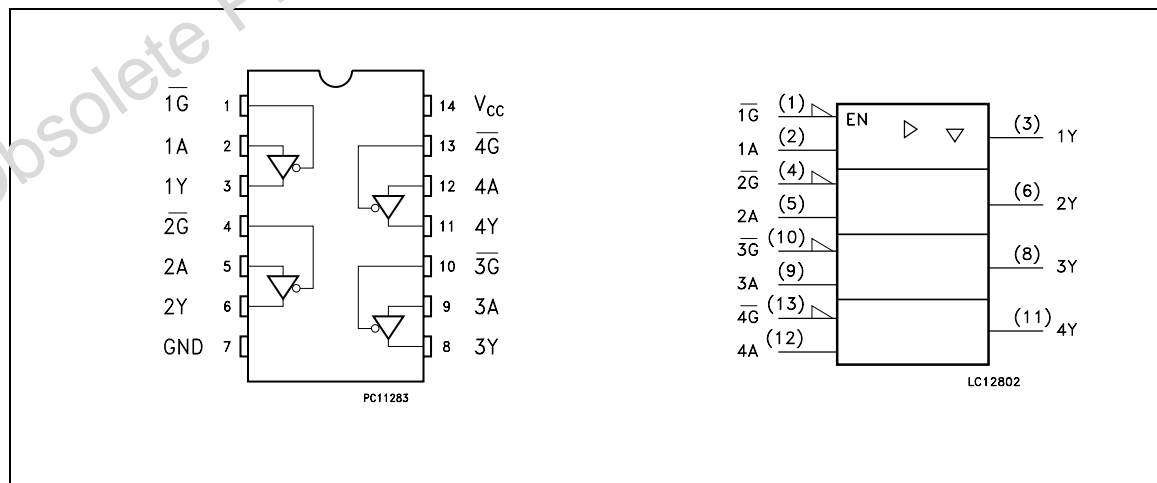 obsolete P
1G̅ 1
14 VCC
1A 2
13 4G̅
1Y 3
12 4A
2G̅ 4
11 4Y
2A 5
10 3G̅
2Y 6
9 3A
GND 7
8 3Y
PC11283
1G̅ (1)
EN
(3) 1Y
1A (2)
2G̅ (4)
(6) 2Y
2A (5)
3G̅ (10)
(8) 3Y
3A (9)
4G̅ (13)
(11) 4Y
4A (12)
LC12802